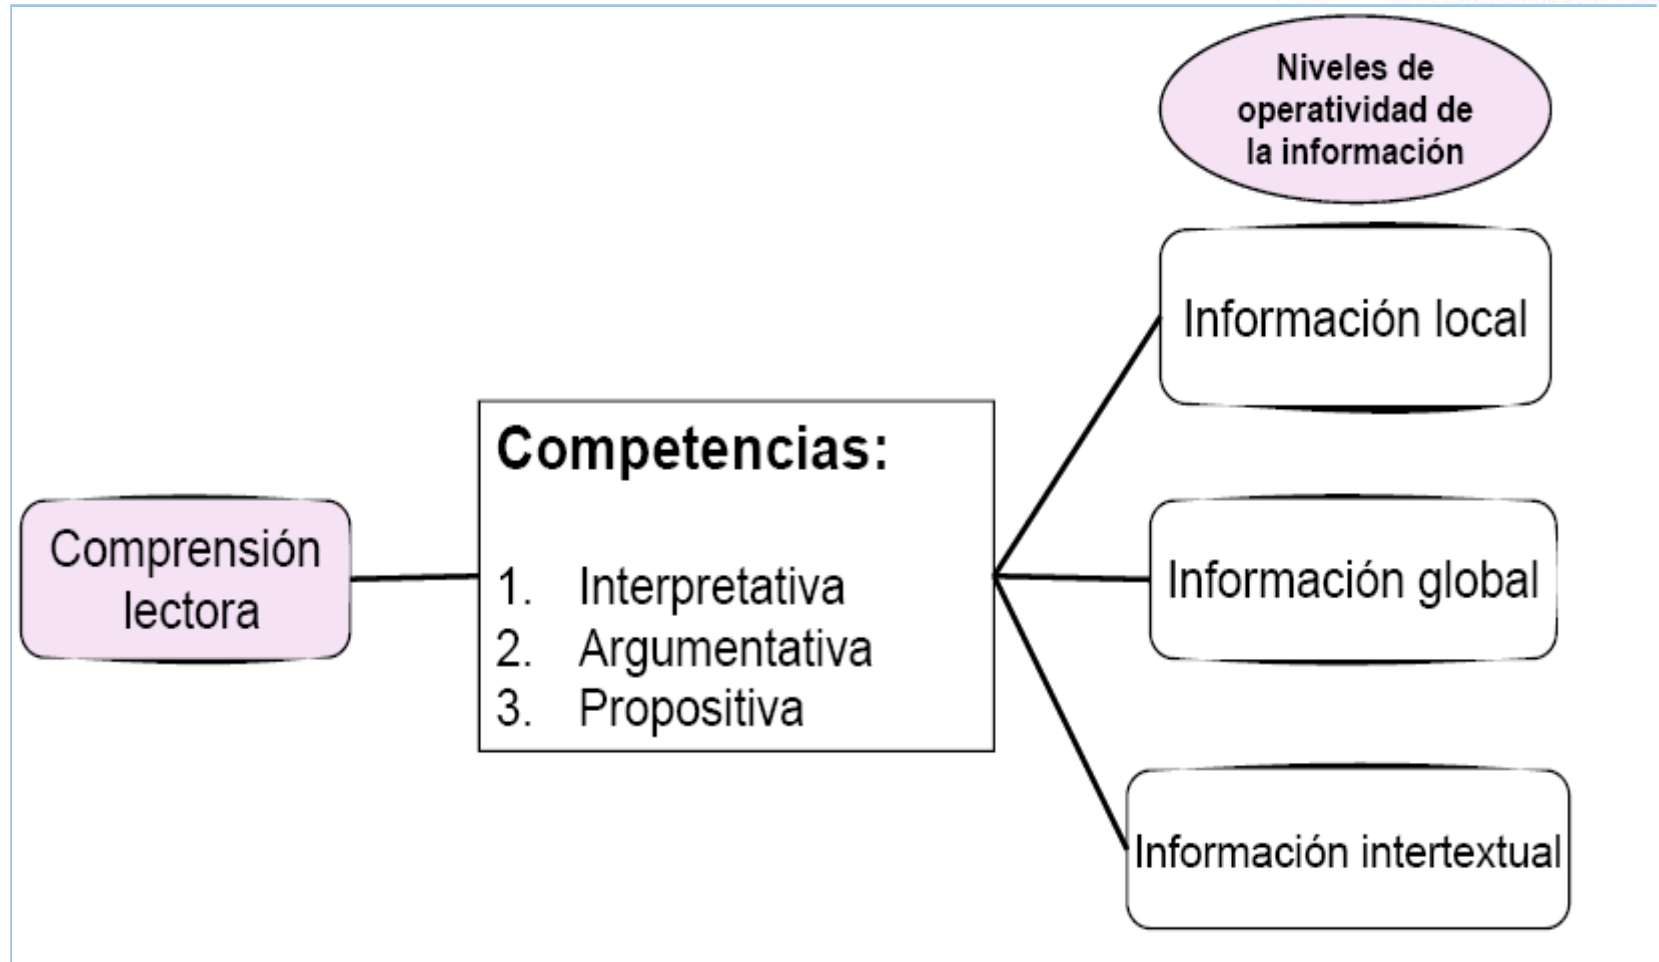 Niveles de
operatividad de
la información
Información local
Competencias:
1. Interpretativa
2. Argumentativa
3. Propositiva
Comprensión
lectora
Información global
Información intertextual